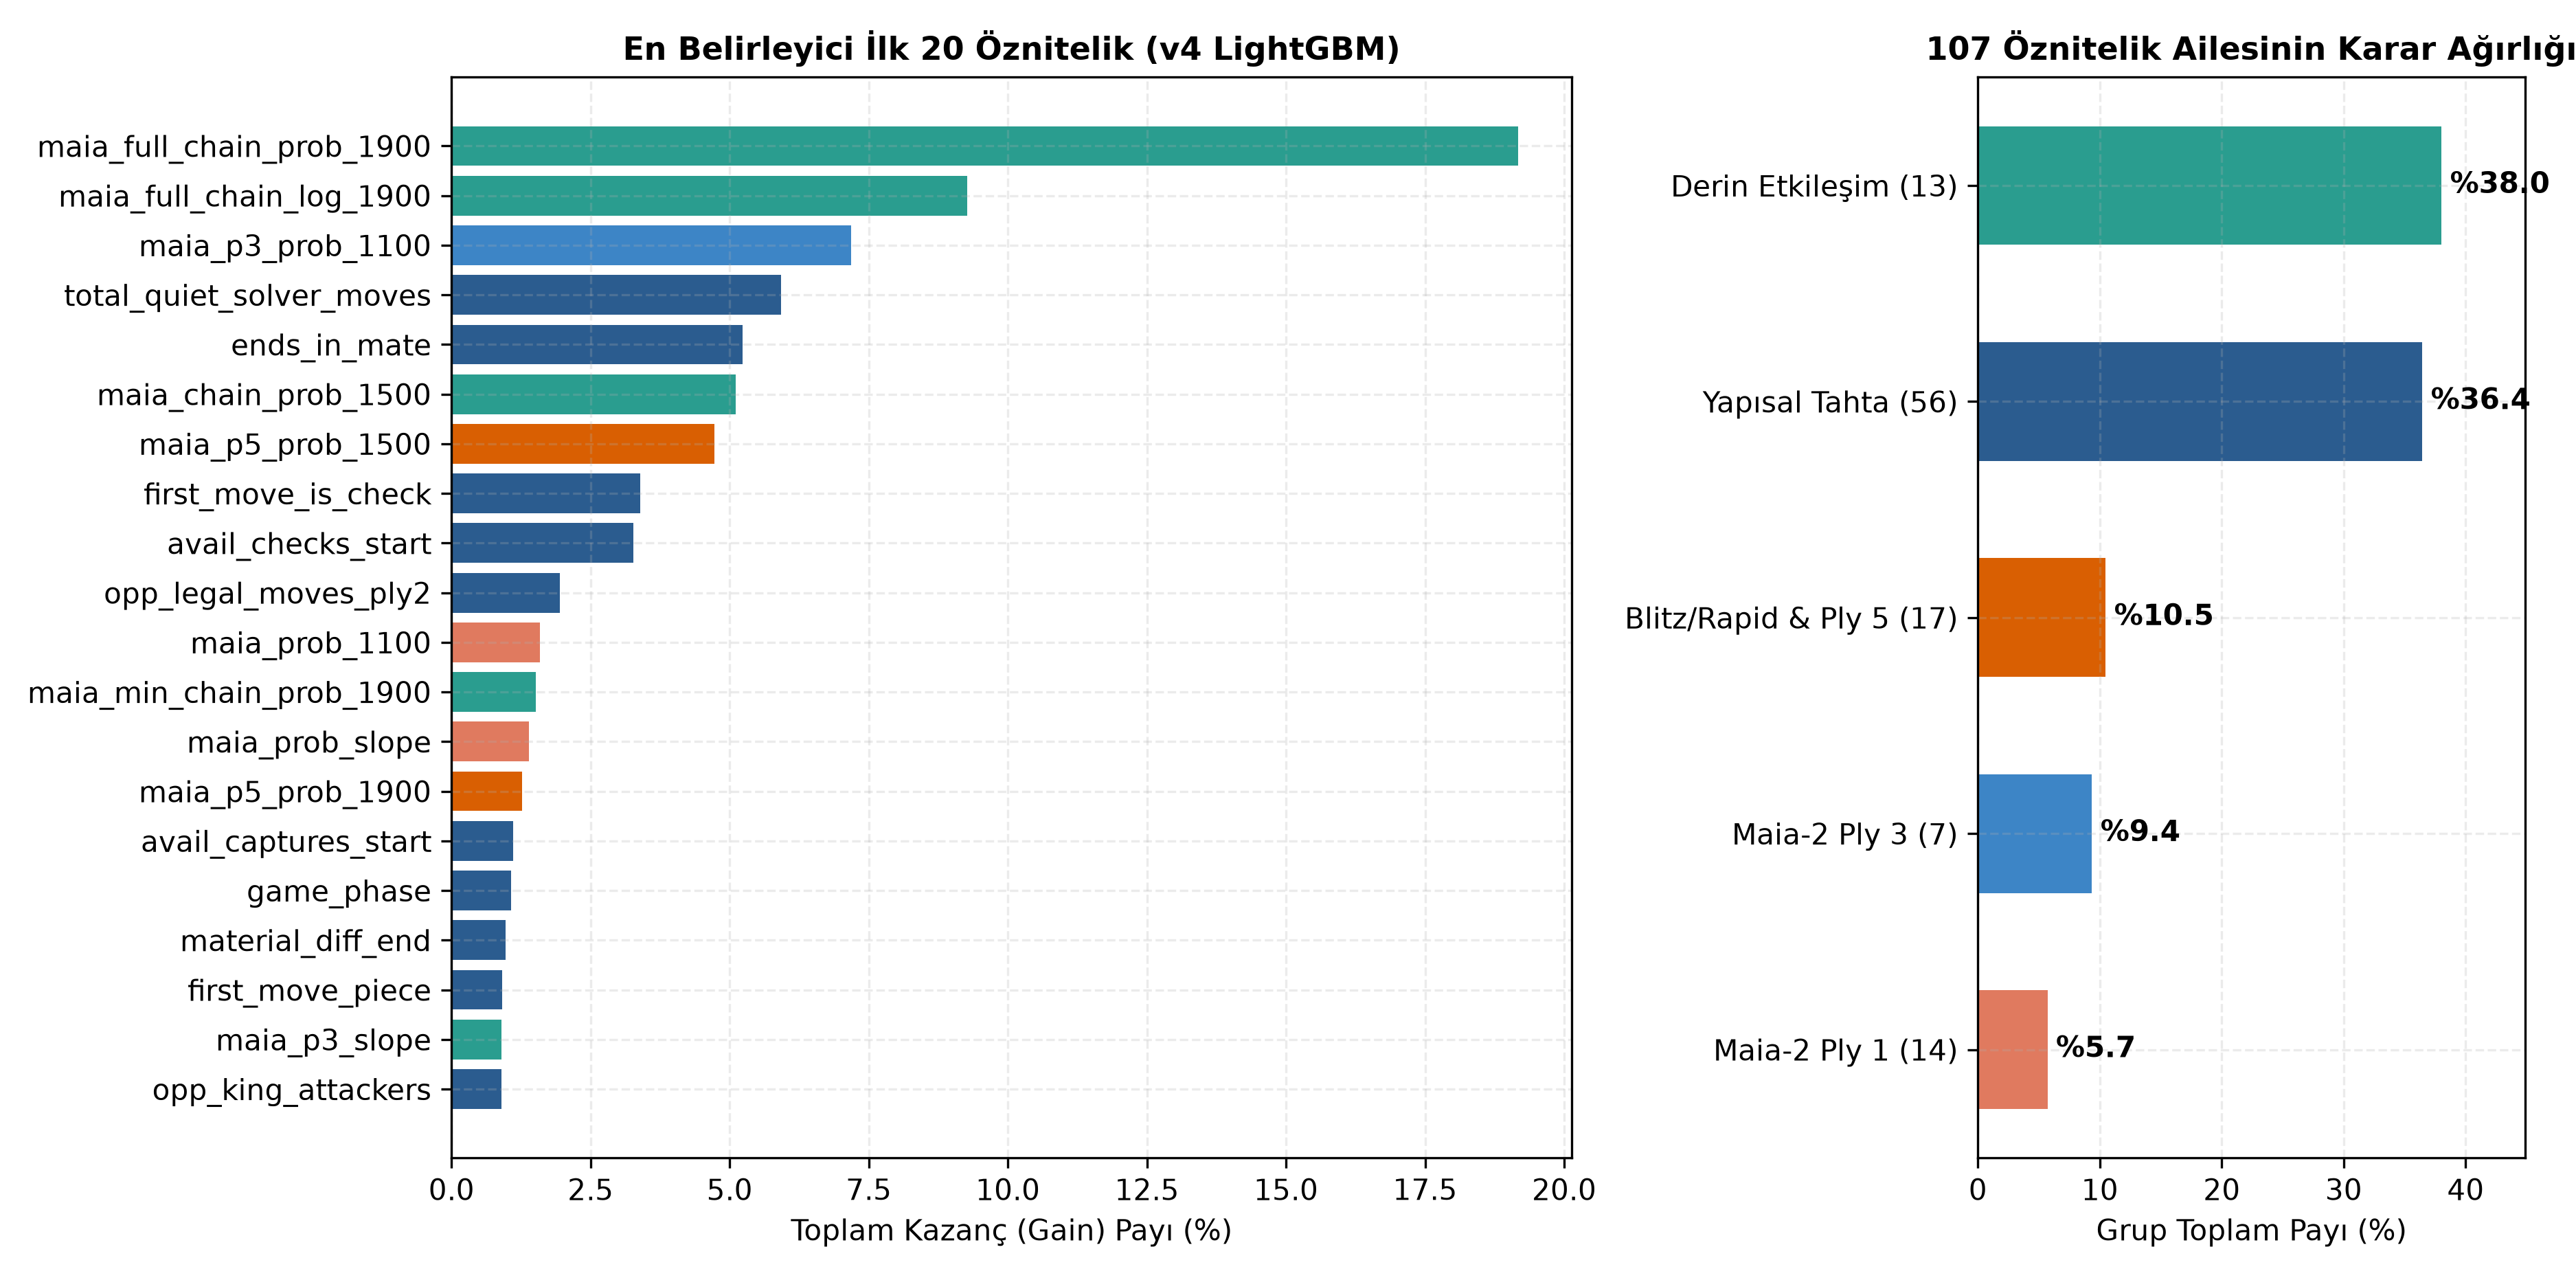 En Belirleyici İlk 20 Öznitelik (v4 LightGBM)
maia_full_chain_prob_1900
maia_full_chain_log_1900
maia_p3_prob_1100
total_quiet_solver_moves
ends_in_mate
maia_chain_prob_1500
maia_p5_prob_1500
first_move_is_check
avail_checks_start
opp_legal_moves_ply2
maia_prob_1100
maia_min_chain_prob_1900
maia_prob_slope
maia_p5_prob_1900
avail_captures_start
game_phase
material_diff_end
first_move_piece
maia_p3_slope
opp_king_attackers
0.0 2.5 5.0 7.5 10.0 12.5 15.0 17.5 20.0
Toplam Kazanç (Gain) Payı (%)
107 Öznitelik Ailesinin Karar Ağırlığı
Derin Etkileşim (13) %38.0
Yapısal Tahta (56) %36.4
Blitz/Rapid & Ply 5 (17) %10.5
Maia-2 Ply 3 (7) %9.4
Maia-2 Ply 1 (14) %5.7
0 10 20 30 40
Grup Toplam Payı (%)